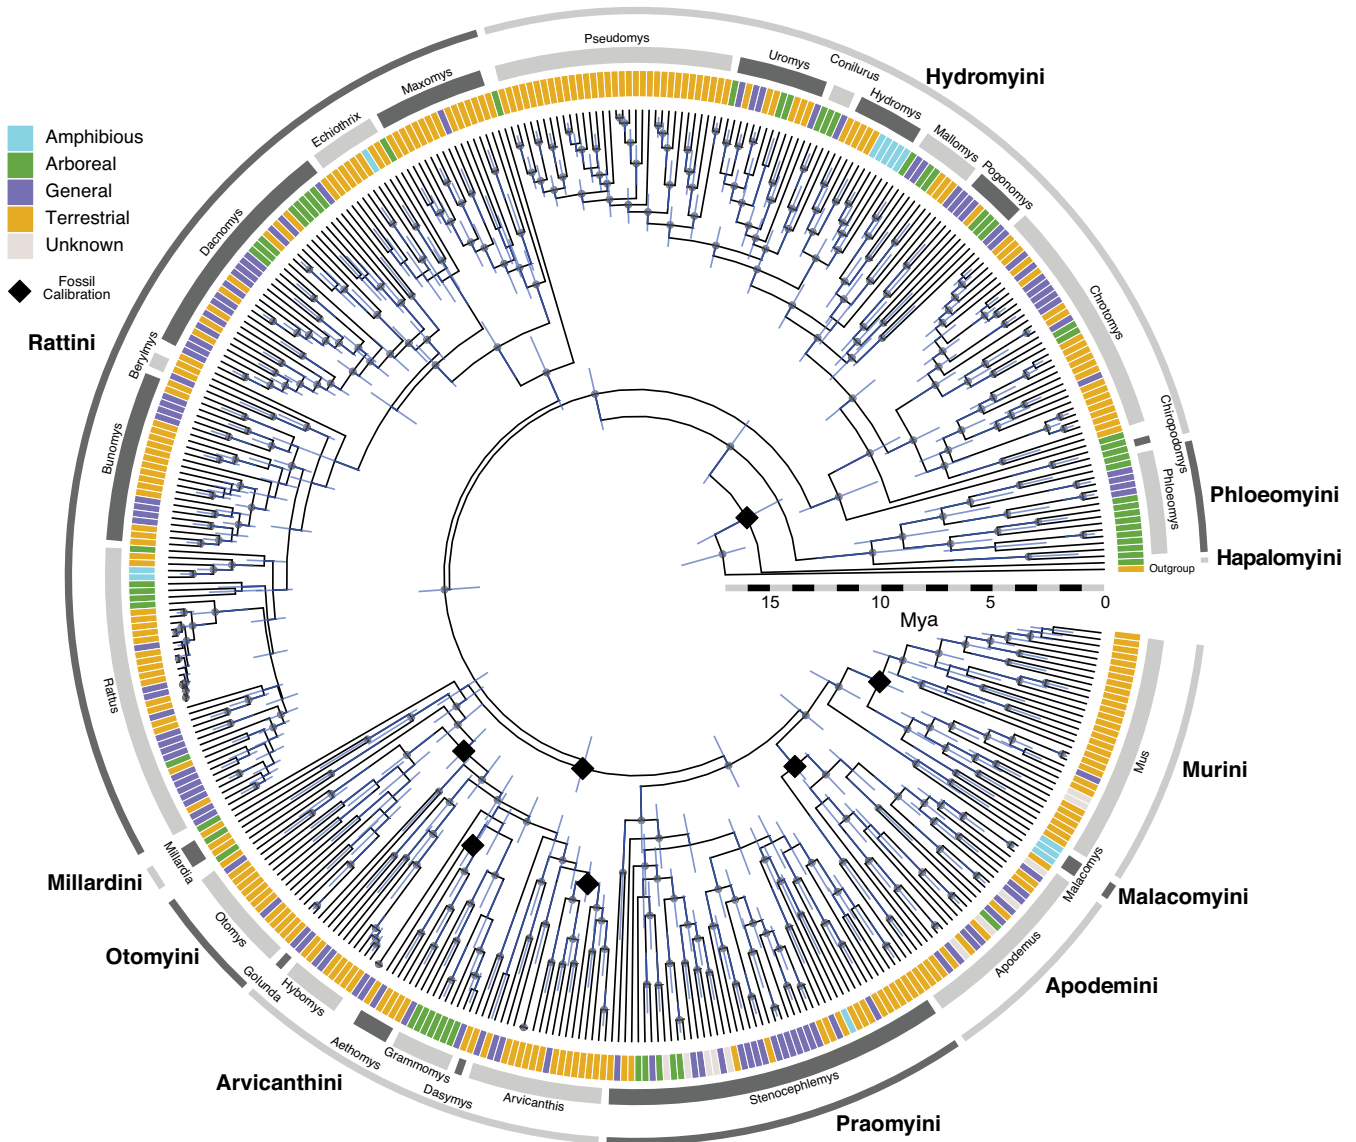 Pseudomys
Uromys
Conilurus
Hydromyini
Maxomys
Hydromys
Amphibious
Echiothrix
Mallomys
Arboreal
General
Pogonomys
Terrestrial
Dacnomys
Unknown
Fossil
Calibration
Chrotomys
Rattini
Berylmys
Chiropodomys
Bunomys
Phloeomys
Phloeomyini
Hapalomyini
Outgroup
15
10
5
0
Mya
Rattus
Mus
Murini
Millardia
Malacomys
Millardini
Malacomyini
Otomys
Apodemus
Otomyini
Golunda
Hybomys
Apodemini
Aethomys
Grammomys
Arvicanthini
Dasymys
Arvicanthis
Stenocephlemys
Praomyini